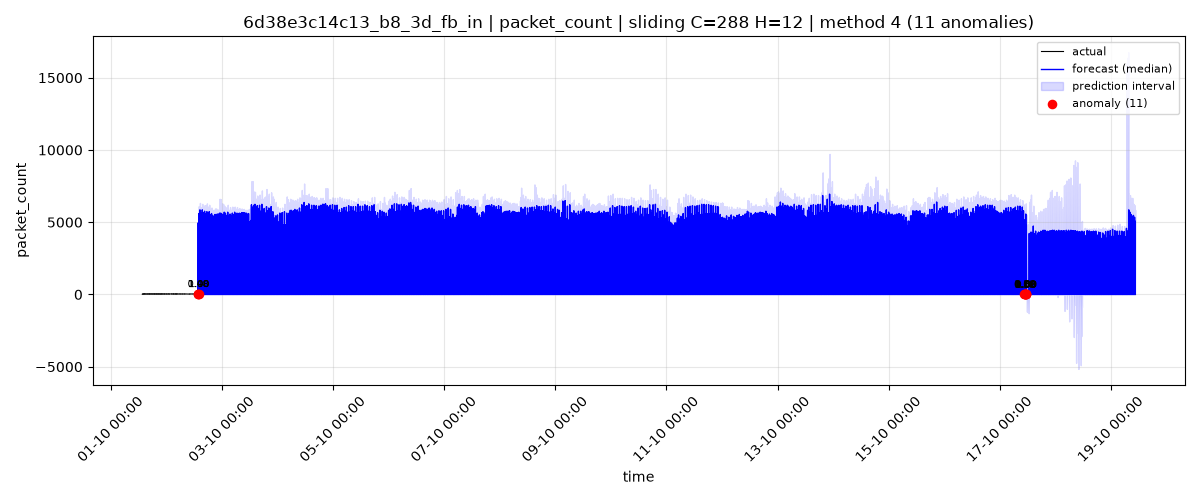 6d38e3c14c13_b8_3d_fb_in | packet_count | sliding C=288 H=12 | method 4 (11 anomalies)
actual
forecast (median)
prediction interval
anomaly (11)
packet_count
15000
10000
5000
0
−5000
01-10 00:00
03-10 00:00
05-10 00:00
07-10 00:00
09-10 00:00
11-10 00:00
13-10 00:00
15-10 00:00
17-10 00:00
19-10 00:00
time